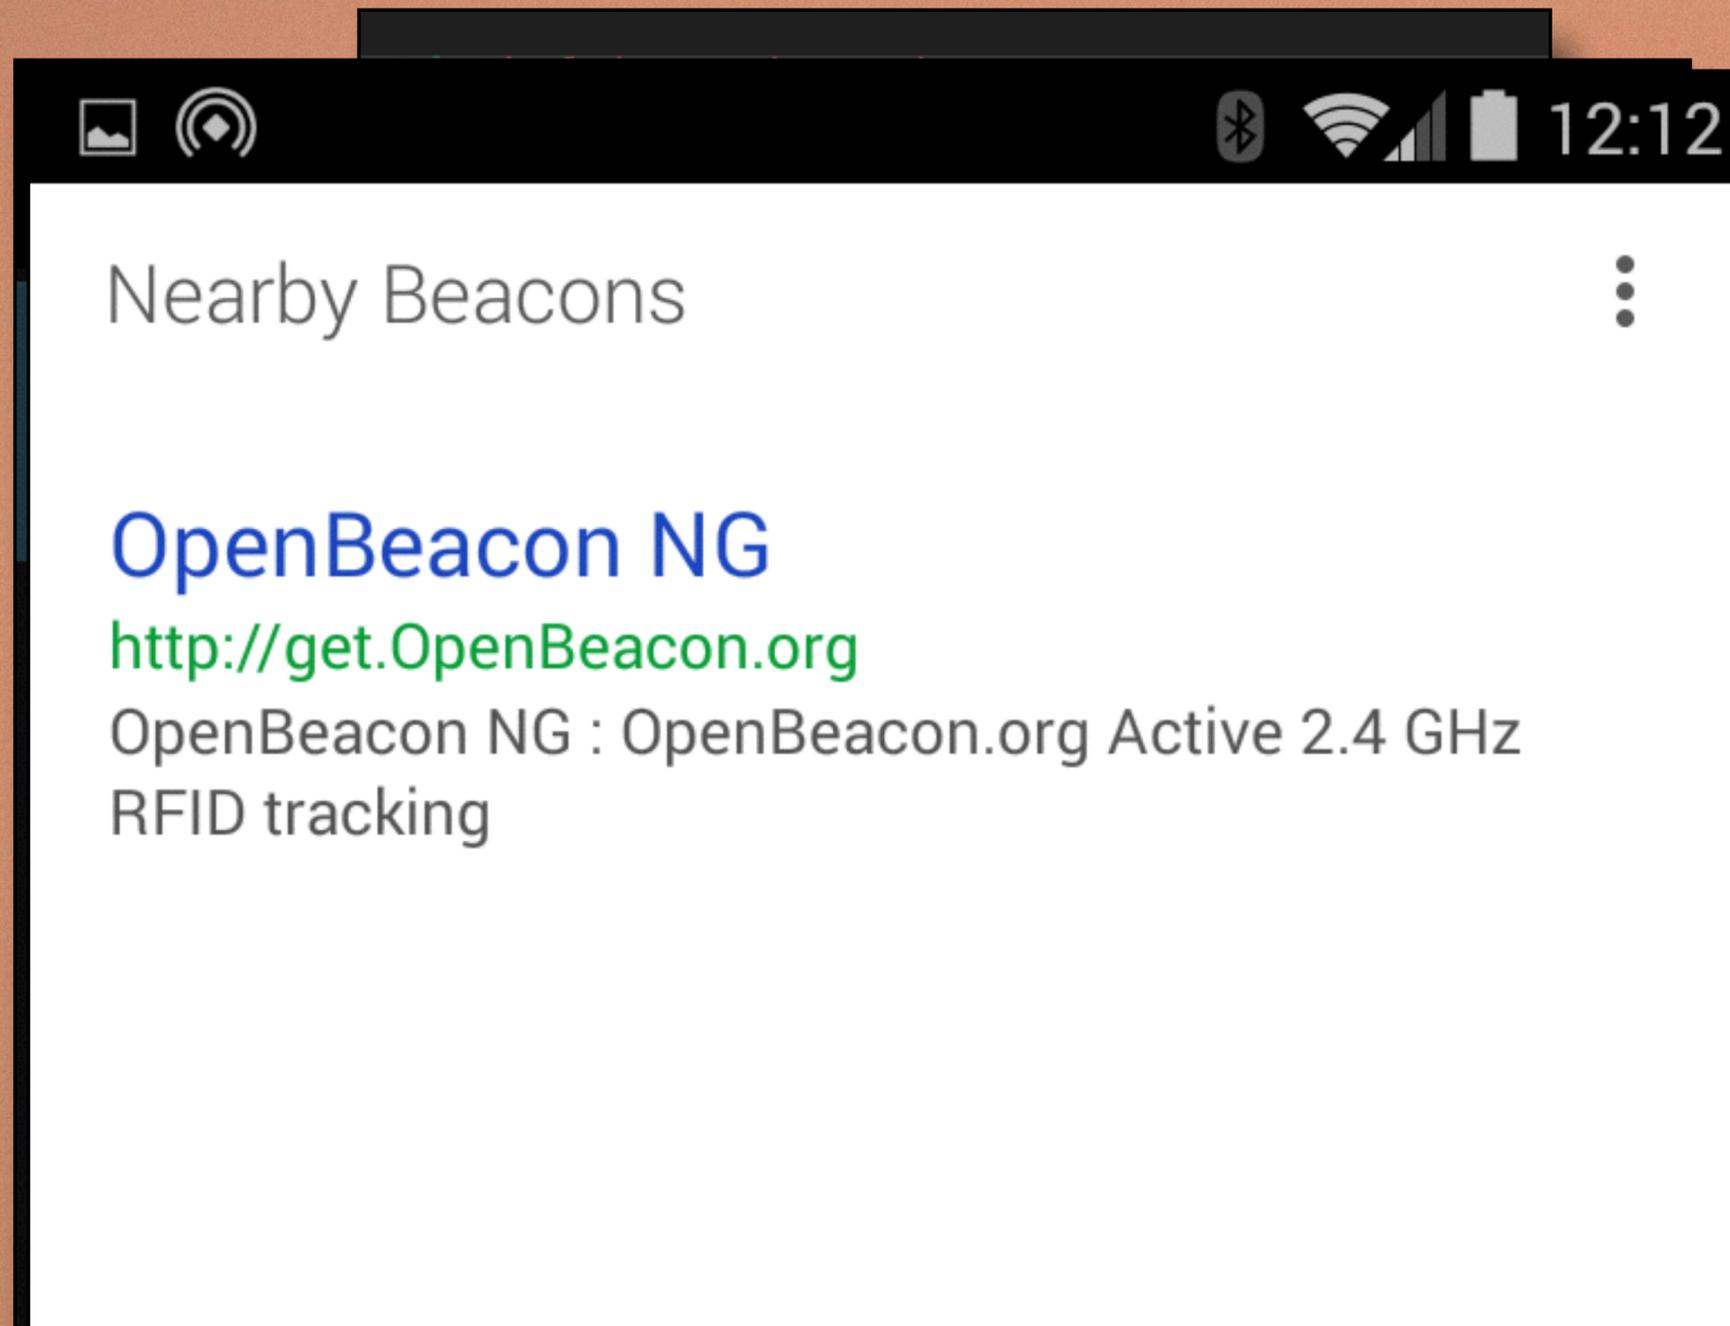 12:12
Nearby Beacons
OpenBeacon NG
http://get.OpenBeacon.org
OpenBeacon NG : OpenBeacon.org Active 2.4 GHz
RFID tracking